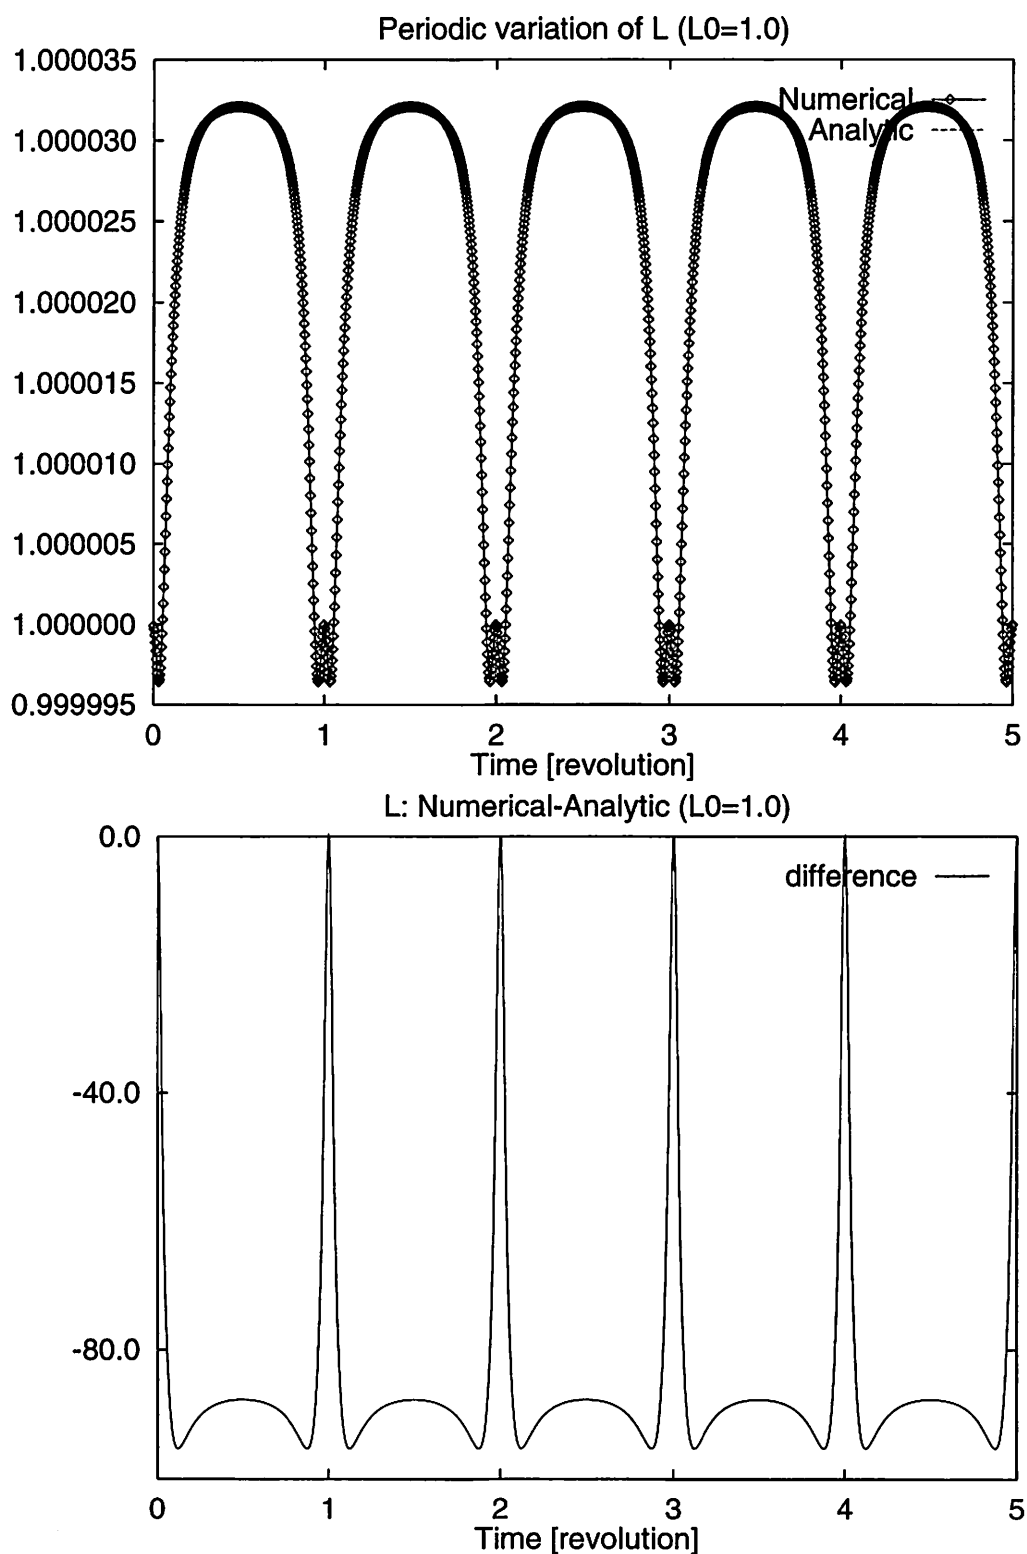 Periodic variation of L (L0=1.0)
1.000035
Numerical
Analytic
1.000030
1.000025
1.000020
1.000015
1.000010
1.000005
1.000000
0.999995
0 1 2 3 4 5
Time [revolution]
L: Numerical-Analytic (L0=1.0)
0.0
difference
-40.0
-80.0
0 1 2 3 4 5
Time [revolution]